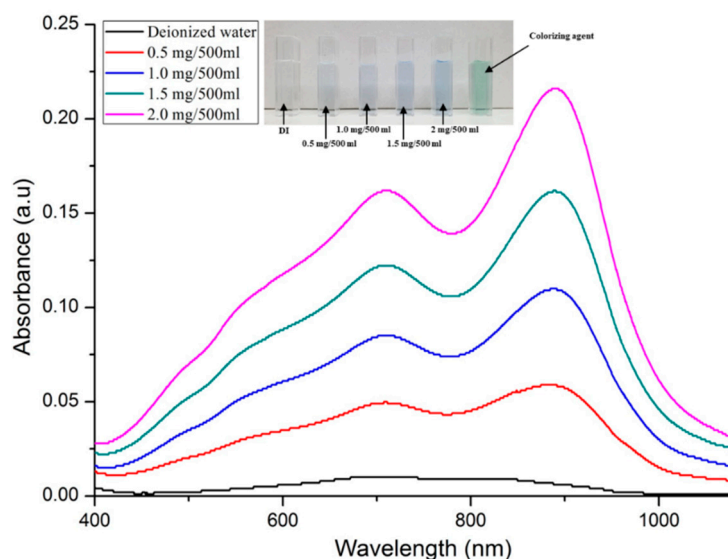 Deionized water
0.5 mg/500ml
1.0 mg/500ml
1.5 mg/500ml
2.0 mg/500ml
Colorizing agent
DI
0.5 mg/500 ml
1.0 mg/500 ml
1.5 mg/500 ml
2 mg/500 ml
Absorbance (a.u)
0.25
0.20
0.15
0.10
0.05
0.00
400
600
800
1000
Wavelength (nm)